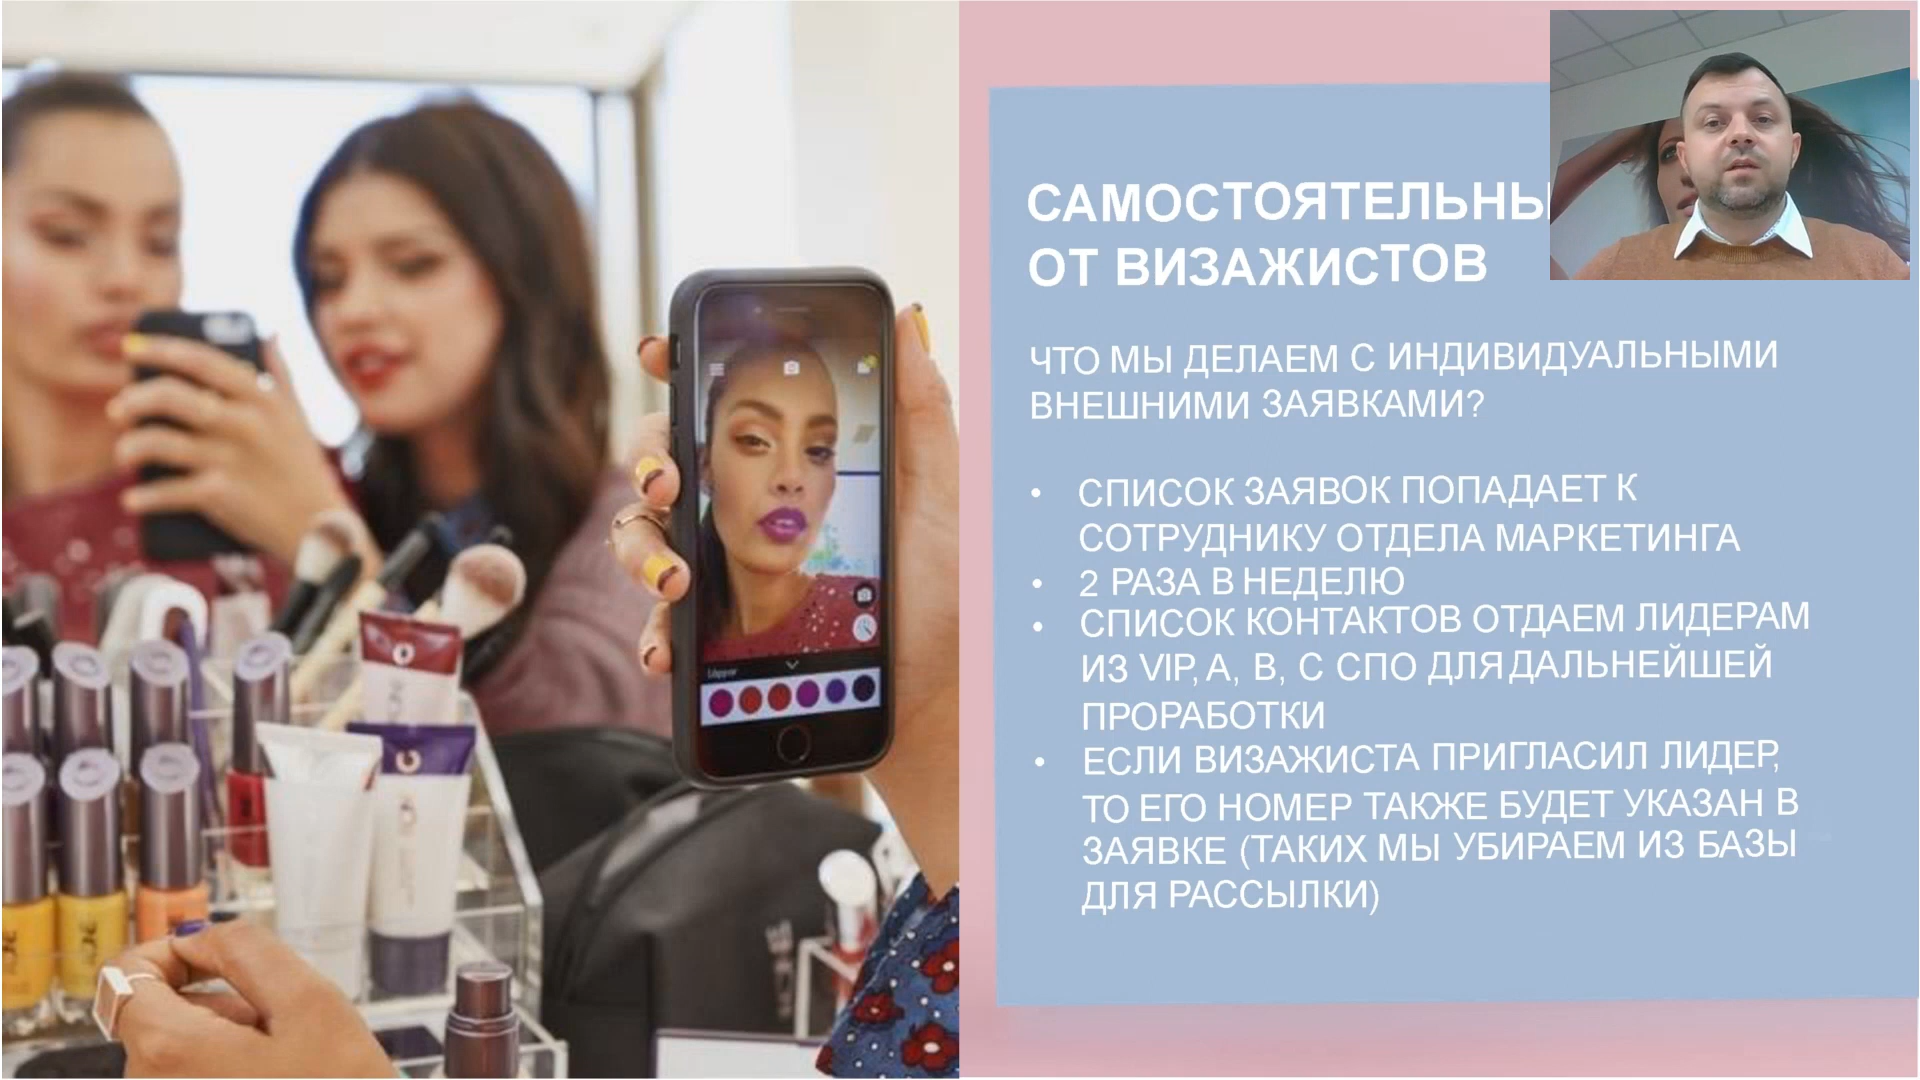 САМОСТОЯТЕЛЬНЫ
ОТ ВИЗАЖИСТОВ
ЧТО МЫ ДЕЛАЕМ С ИНДИВИДУАЛЬНЫМИ
ВНЕШНИМИ ЗАЯВКАМИ?
• СПИСОК ЗАЯВОК ПОПАДАЕТ К
СОТРУДНИКУ ОТДЕЛА МАРКЕТИНГА
• 2 РАЗА В НЕДЕЛЮ
• СПИСОК КОНТАКТОВ ОТДАЕМ ЛИДЕРАМ
ИЗ VIP, A, B, C СПО ДЛЯ ДАЛЬНЕЙШЕЙ
ПРОРАБОТКИ
• ЕСЛИ ВИЗАЖИСТА ПРИГЛАСИЛ ЛИДЕР,
ТО ЕГО НОМЕР ТАКЖЕ БУДЕТ УКАЗАН В
ЗАЯВКЕ (ТАКИХ МЫ УБИРАЕМ ИЗ БАЗЫ
ДЛЯ РАССЫЛКИ)